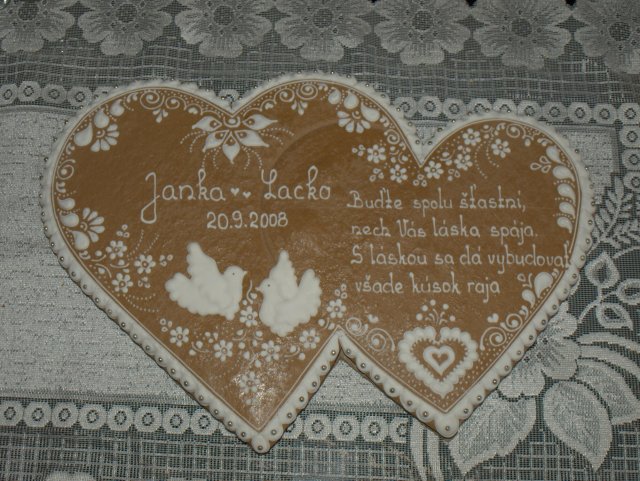 Janka Lacko
20.9.2008
Buďte spolu šťastní,
nech Vás láska spája.
S láskou sa dá vybudovať
všade kúsok raja